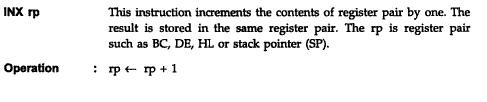 INX rp This instruction increments the contents of register pair by one. The
result is stored in the same register pair. The rp is register pair
such as BC, DE, HL or stack pointer (SP).
Operation : rp ← rp + 1